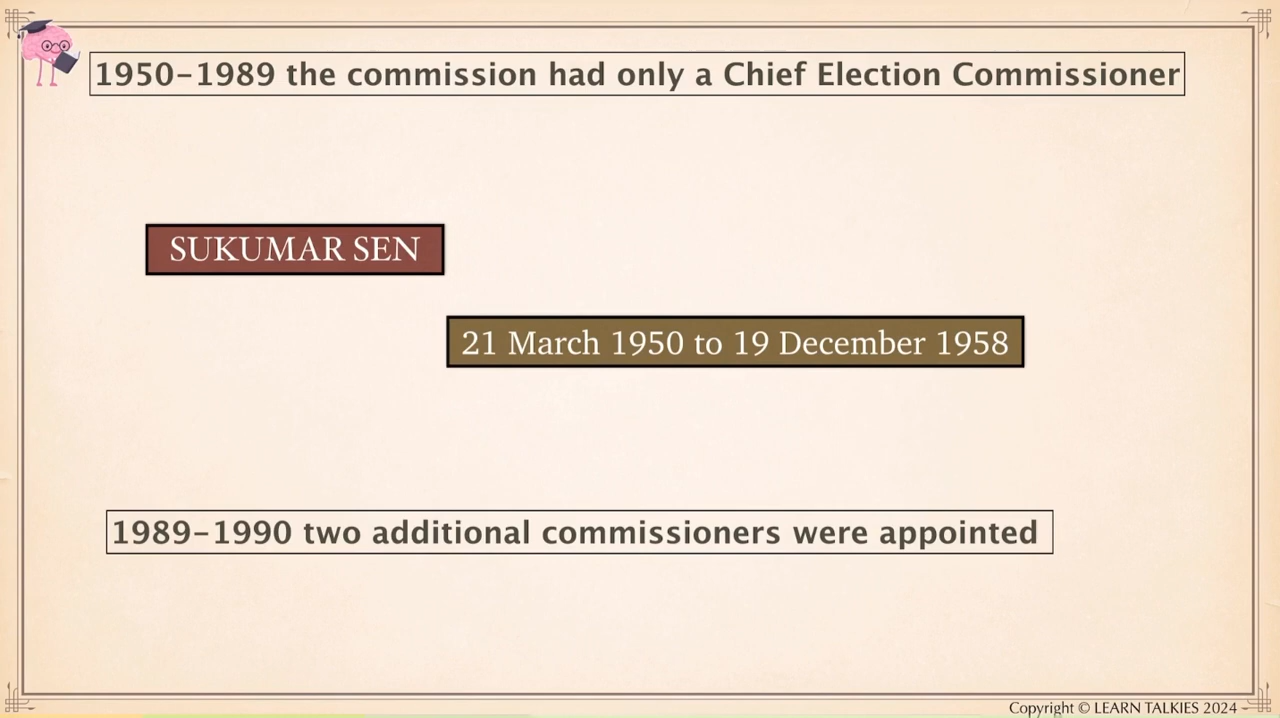 1950-1989 the commission had only a Chief Election Commissioner
SUKUMAR SEN
21 March 1950 to 19 December 1958
1989-1990 two additional commissioners were appointed
Copyright © LEARN TALKIES 2024